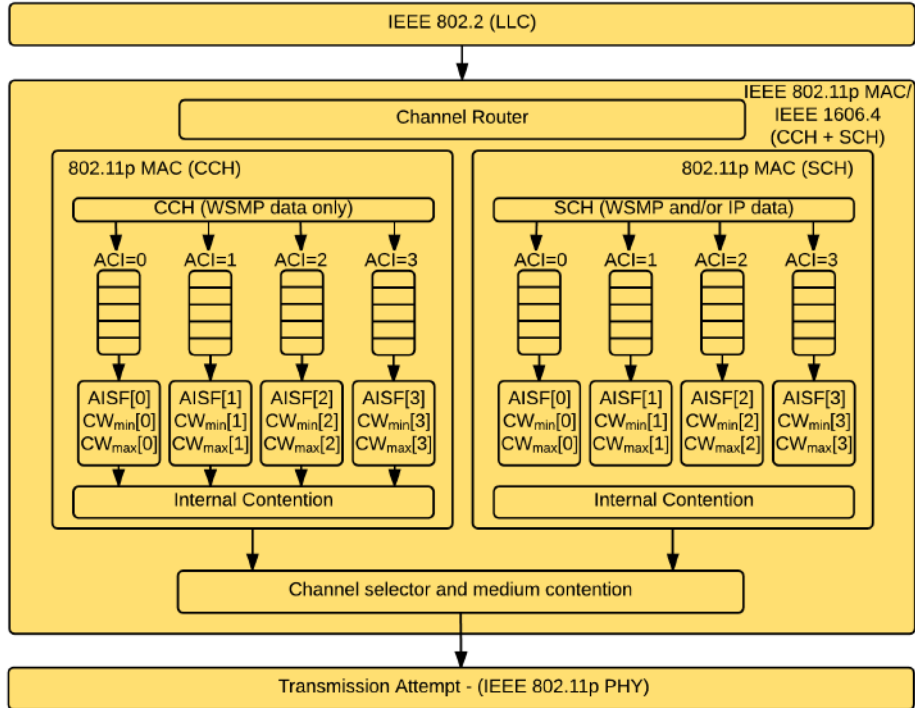 IEEE 802.2 (LLC)
IEEE 802.11p MAC/
IEEE 1606.4
(CCH + SCH)
Channel Router
802.11p MAC (CCH)
802.11p MAC (SCH)
CCH (WSMP data only)
SCH (WSMP and/or IP data)
ACI=0 ACI=1 ACI=2 ACI=3
ACI=0 ACI=1 ACI=2 ACI=3
AISF[0] AISF[1] AISF[2] AISF[3]
CWmin[0] CWmin[1] CWmin[2] CWmin[3]
CWmax[0] CWmax[1] CWmax[2] CWmax[3]
AISF[0] AISF[1] AISF[2] AISF[3]
CWmin[0] CWmin[1] CWmin[2] CWmin[3]
CWmax[0] CWmax[1] CWmax[2] CWmax[3]
Internal Contention
Internal Contention
Channel selector and medium contention
Transmission Attempt - (IEEE 802.11p PHY)